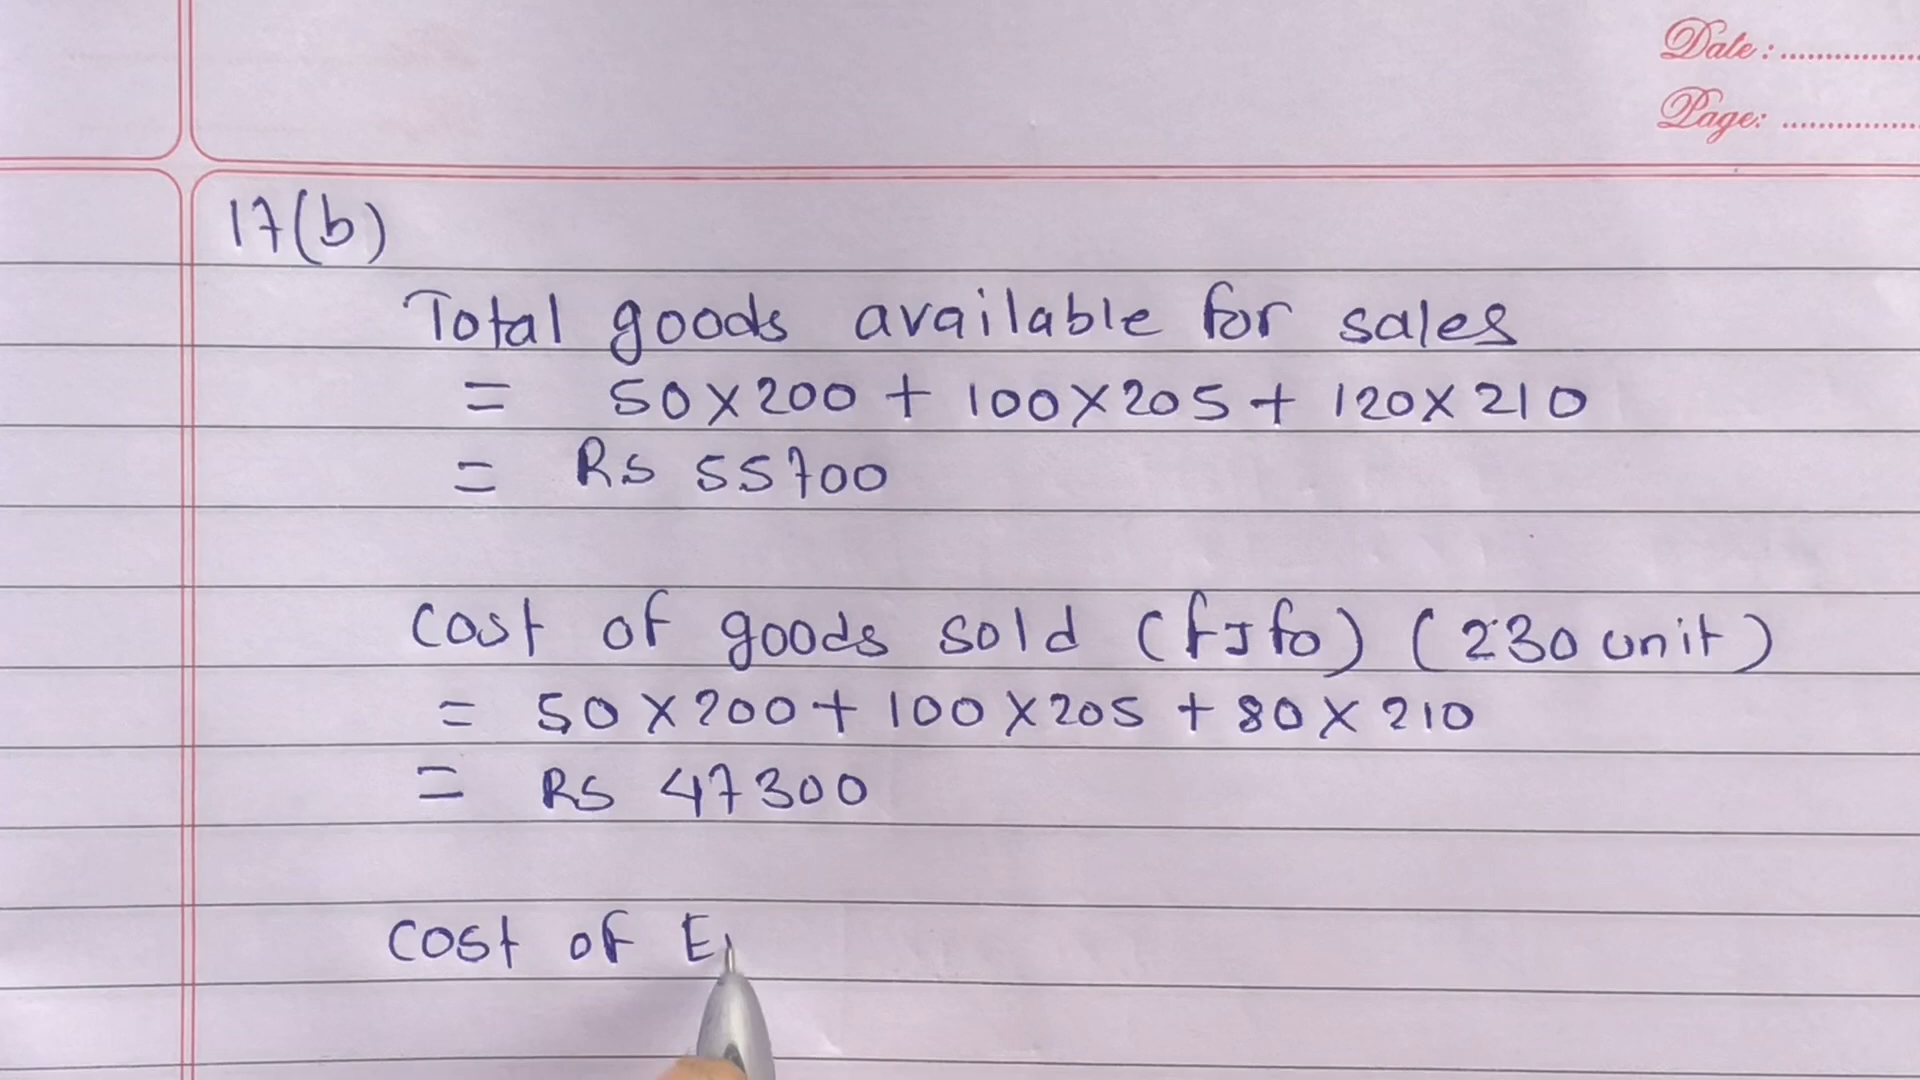 Date: ...............
Page: ...............
17(b)
Total goods available for sales
= 50 X 200 + 100 X 205 + 120 X 210
= Rs 55700
Cost of goods sold (fIfo) (230 unit)
= 50 X 200 + 100 X 205 + 80 X 210
= Rs 47300
Cost of